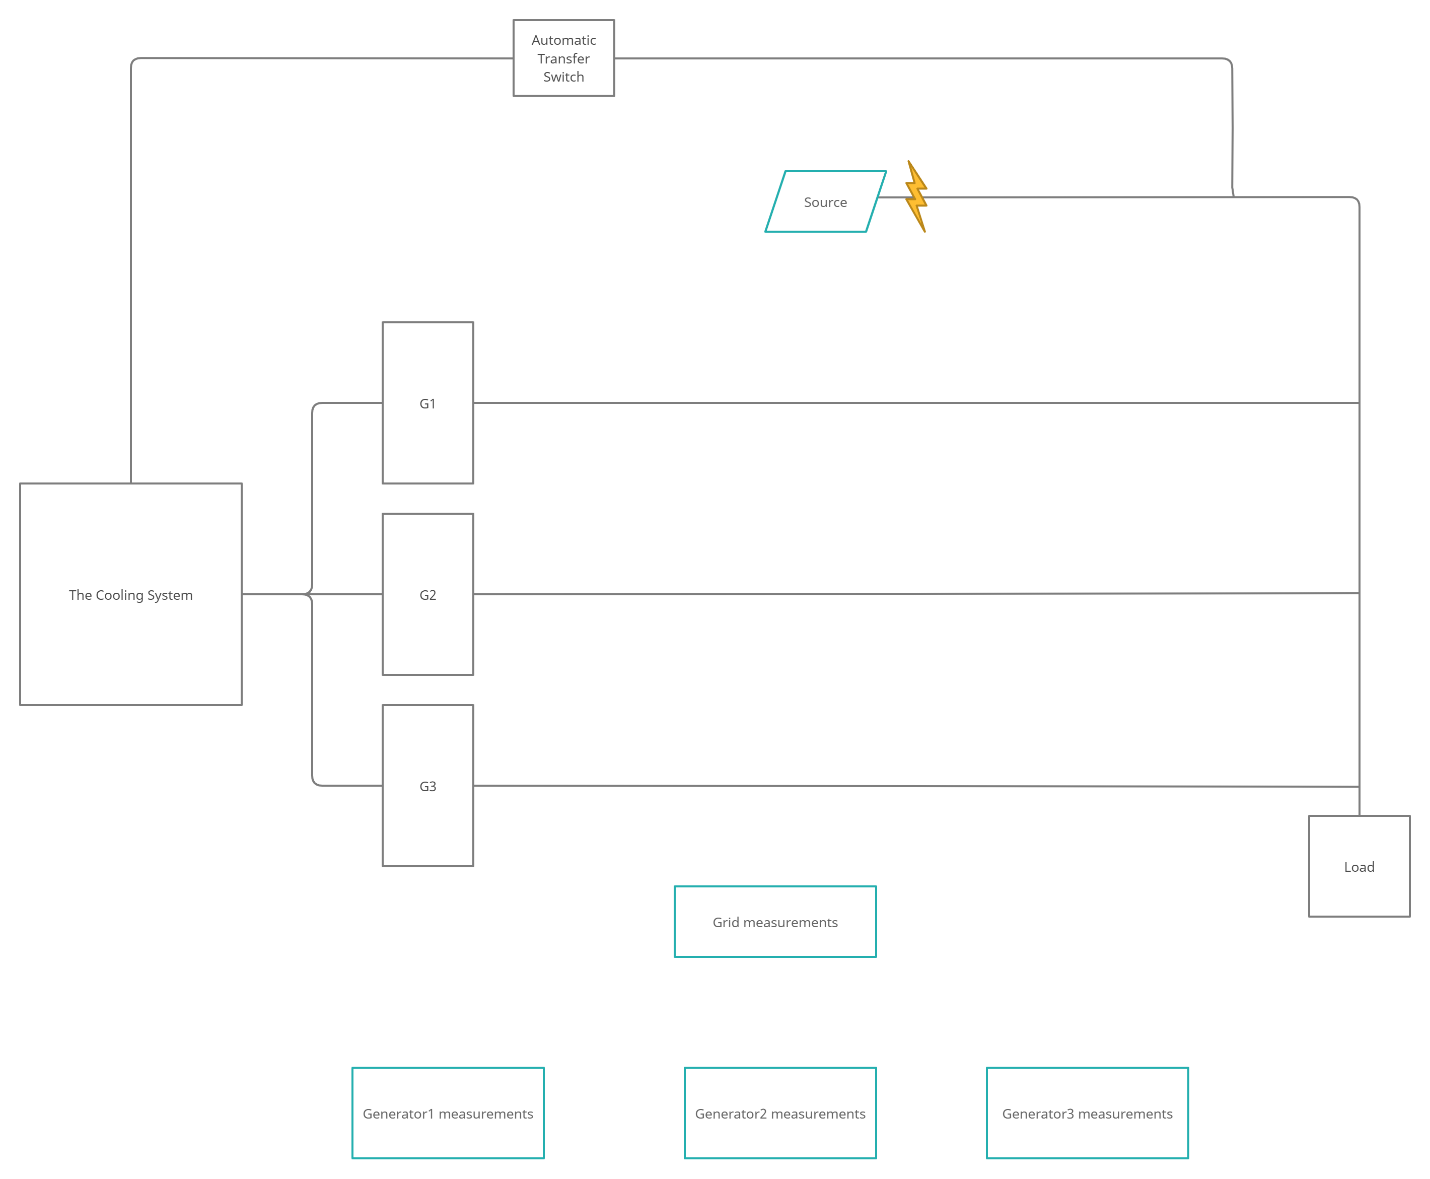 Automatic
Transfer
Switch
Source
G1
The Cooling System
G2
G3
Load
Grid measurements
Generator1 measurements
Generator2 measurements
Generator3 measurements